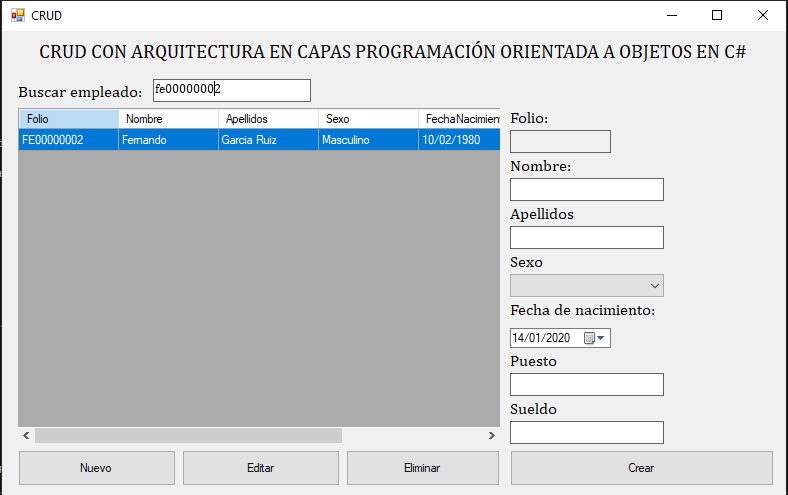 CRUD
CRUD CON ARQUITECTURA EN CAPAS PROGRAMACIÓN ORIENTADA A OBJETOS EN C#
Buscar empleado: fe00000002
Folio Nombre Apellidos Sexo FechaNacimient
FE00000002 Fernando Garcia Ruiz Masculino 10/02/1980
Folio:
Nombre:
Apellidos
Sexo
Fecha de nacimiento:
14/01/2020
Puesto
Sueldo
Nuevo Editar Eliminar Crear